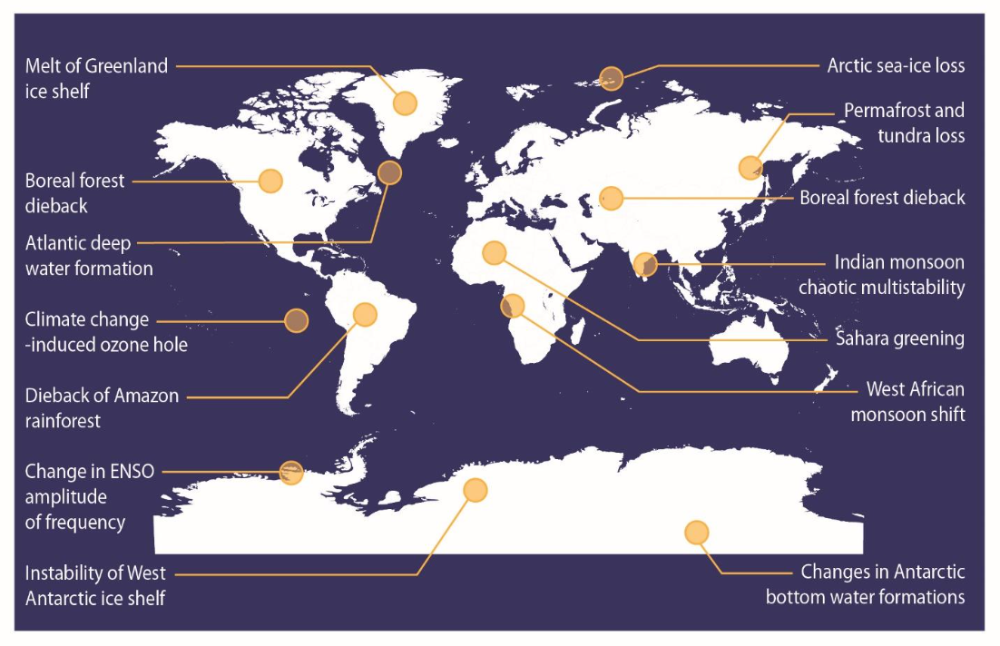 Melt of Greenland
ice shelf
Boreal forest
dieback
Atlantic deep
water formation
Climate change
-induced ozone hole
Dieback of Amazon
rainforest
Change in ENSO
amplitude
of frequency
Instability of West
Antarctic ice shelf
Arctic sea-ice loss
Permafrost and
tundra loss
Boreal forest dieback
Indian monsoon
chaotic multistability
Sahara greening
West African
monsoon shift
Changes in Antarctic
bottom water formations